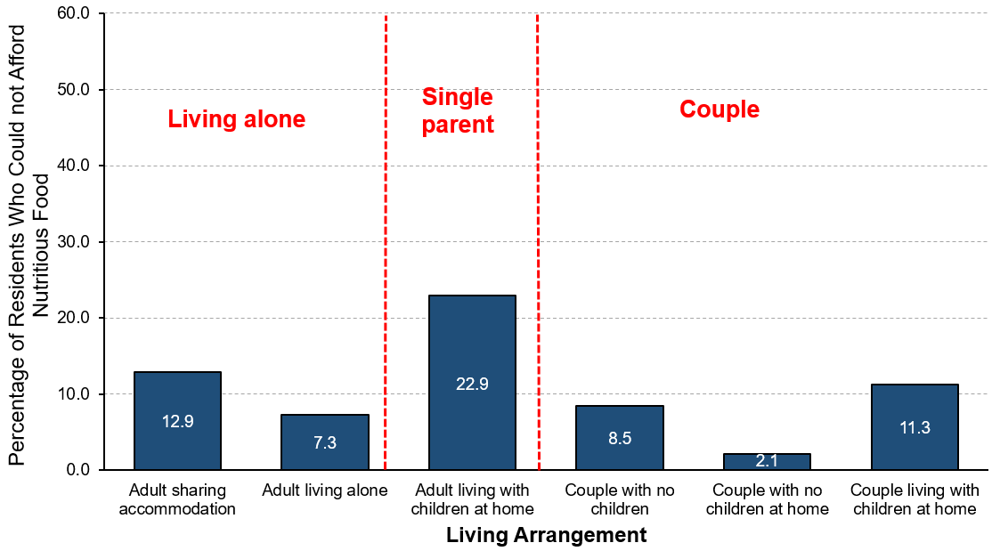 Percentage of Residents Who Could not Afford
Nutritious Food
60.0
50.0
40.0
30.0
20.0
10.0
0.0
Living alone
Single
parent
Couple
12.9
7.3
22.9
8.5
2.1
11.3
Adult sharing
accommodation
Adult living alone
Adult living with
children at home
Couple with no
children
Couple with no
children at home
Couple living with
children at home
Living Arrangement